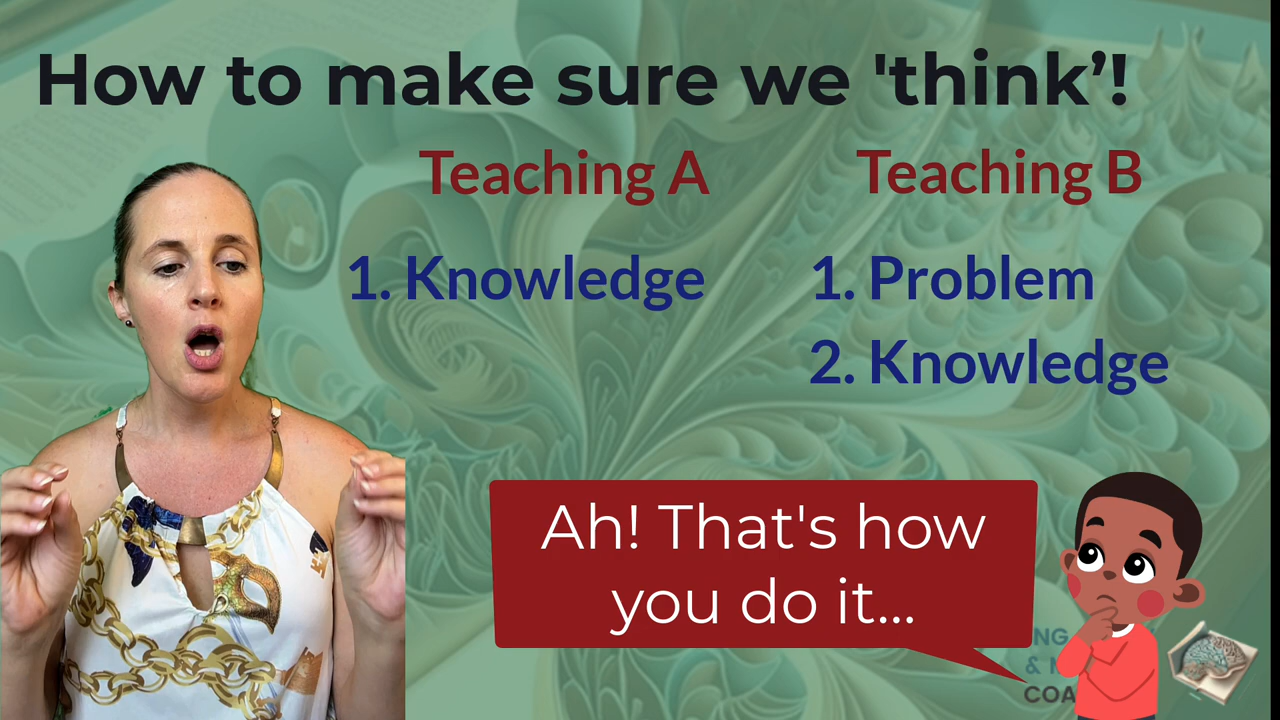 How to make sure we 'think’!
Teaching A
1. Knowledge
Teaching B
1. Problem
2. Knowledge
Ah! That's how
you do it...